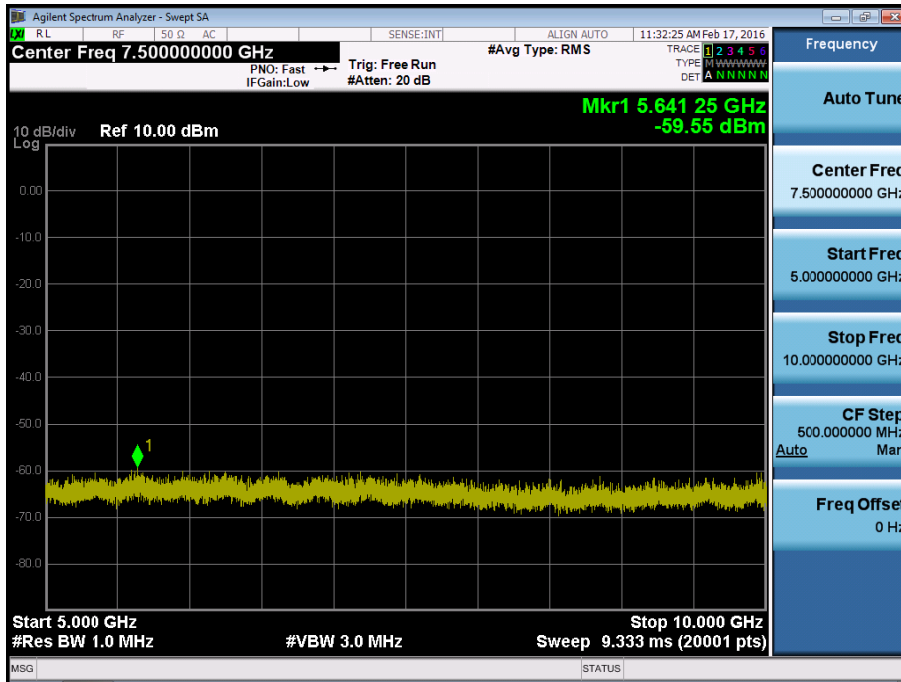 Agilent Spectrum Analyzer - Swept SA
LXI RL RF 50 Ω AC SENSE:INT ALIGN AUTO 11:32:25 AM Feb 17, 2016
Center Freq 7.500000000 GHz
PNO: Fast
IFGain:Low
Trig: Free Run
#Atten: 20 dB
#Avg Type: RMS
TRACE 1 2 3 4 5 6
TYPE M WWWWW
DET A N N N N N
Mkr1 5.641 25 GHz
-59.55 dBm
10 dB/div Ref 10.00 dBm
Log
0.00
-10.0
-20.0
-30.0
-40.0
-50.0
-60.0
-70.0
-80.0
1
Start 5.000 GHz Stop 10.000 GHz
#Res BW 1.0 MHz #VBW 3.0 MHz Sweep 9.333 ms (20001 pts)
MSG STATUS
Frequency
Auto Tune
Center Freq
7.500000000 GHz
Start Freq
5.000000000 GHz
Stop Freq
10.000000000 GHz
CF Step
500.000000 MHz
Auto Man
Freq Offset
0 Hz